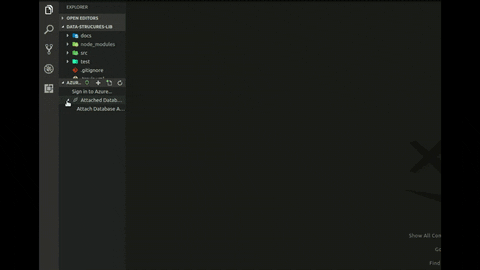 EXPLORER
OPEN EDITORS
DATA-STRUCURES-LIB
docs
node_modules
src
test
.gitignore
AZUR...
Sign in to Azure...
Attached Datab...
Attach Database A...
Show All Com
Go
Find